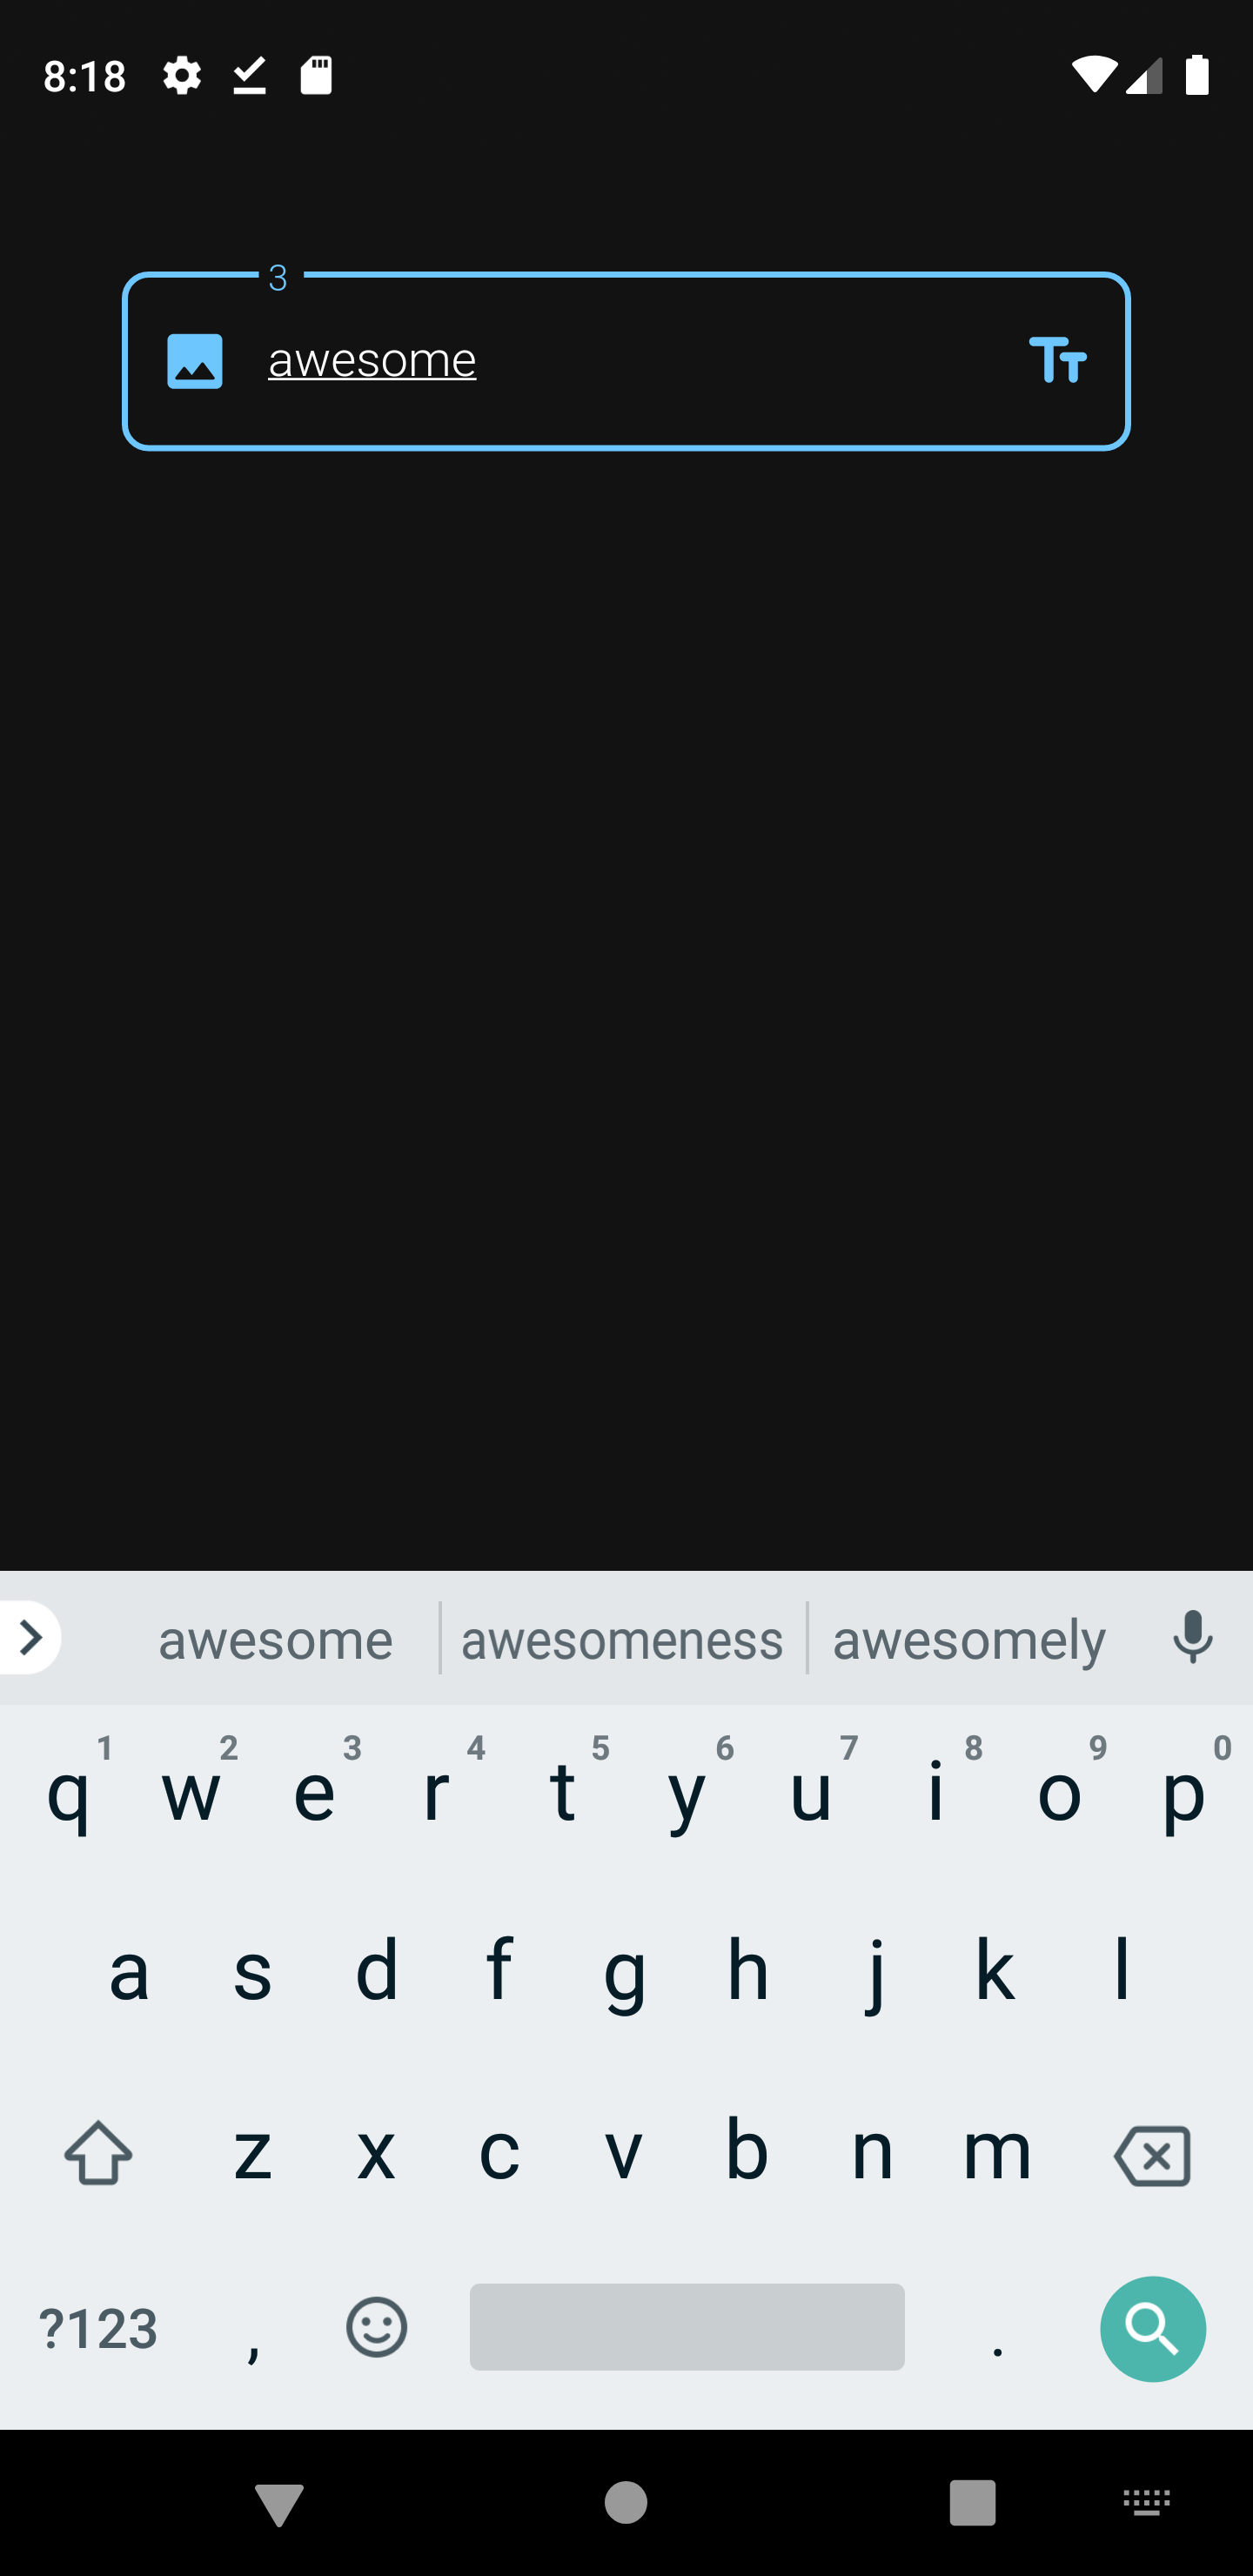 8:18
3
awesome
awesome awesomeness awesomely
1 2 3 4 5 6 7 8 9 0
q w e r t y u i o p
a s d f g h j k l
z x c v b n m
?123 , .